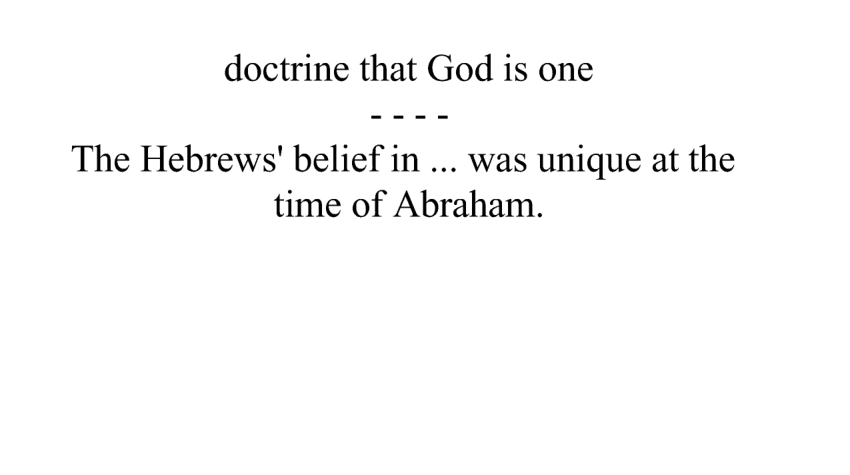 doctrine that God is one
- - - -
The Hebrews' belief in ... was unique at the
time of Abraham.